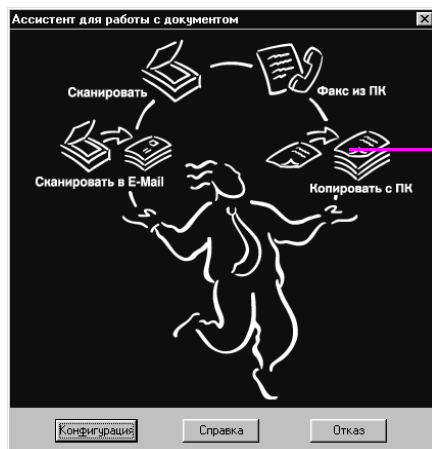 Ассистент для работы с документом
Сканировать
Факс из ПК
Сканировать в E-Mail
Копировать с ПК
Конфигурация
Справка
Отказ